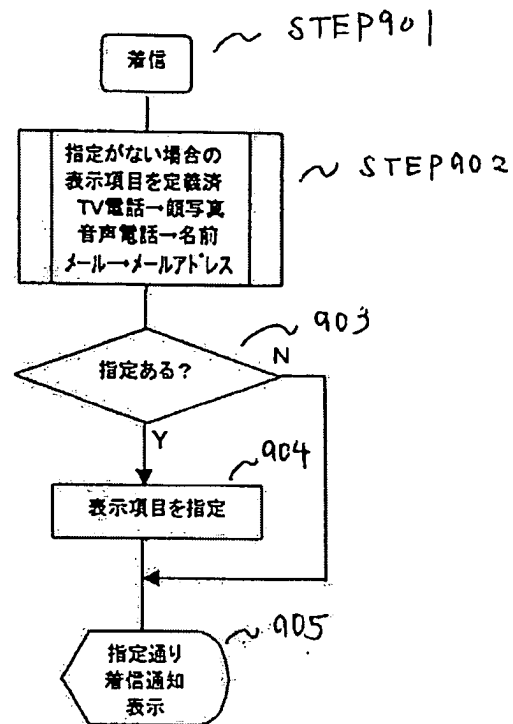 着信
STEP901
指定がない場合の
表示項目を定義済
TV電話→顔写真
音声電話→名前
メール→メールアドレス
STEP902
903
指定ある?
N
Y
904
表示項目を指定
905
指定通り
着信通知
表示